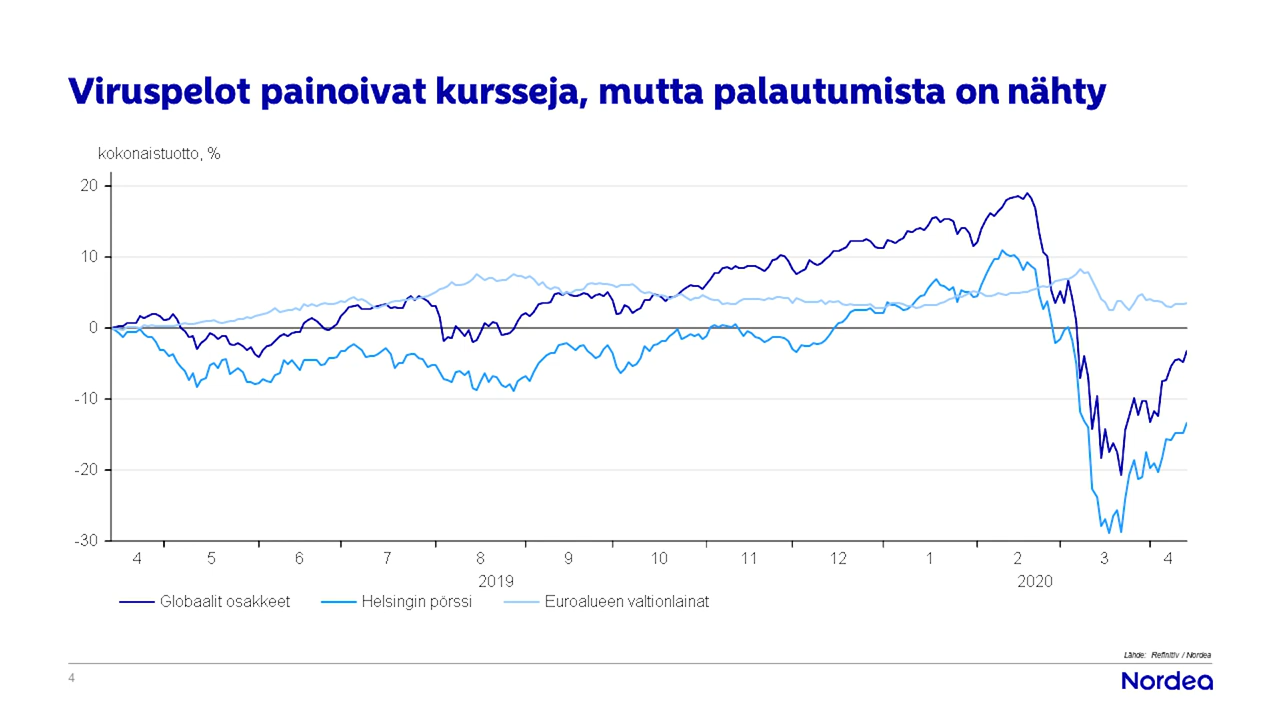 Viruspelot painoivat kursseja, mutta palautumista on nähty
kokonaistuotto, %
20
10
0
-10
-20
-30
4 5 6 7 8 9 10 11 12 1 2 3 4
2019 2020
Globaalit osakkeet Helsingin pörssi Euroalueen valtionlainat
Lähde: Refinitiv / Nordea
4
Nordea